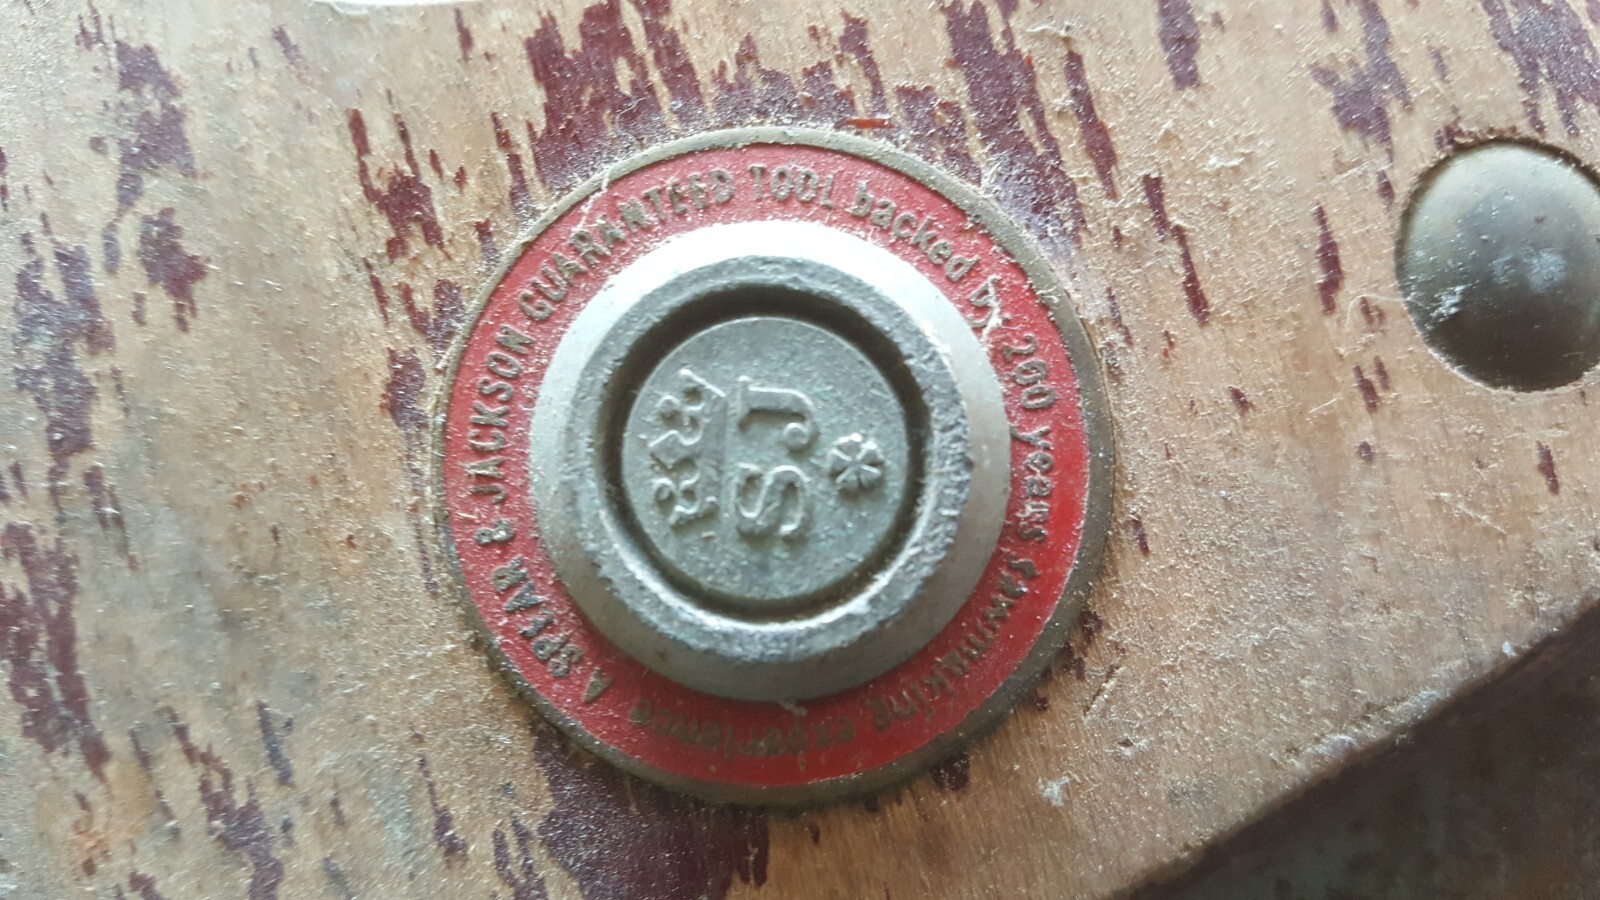 A SPEAR & JACKSON GUARANTEED TOOL backed by 200 years sawmaking experience
SJ